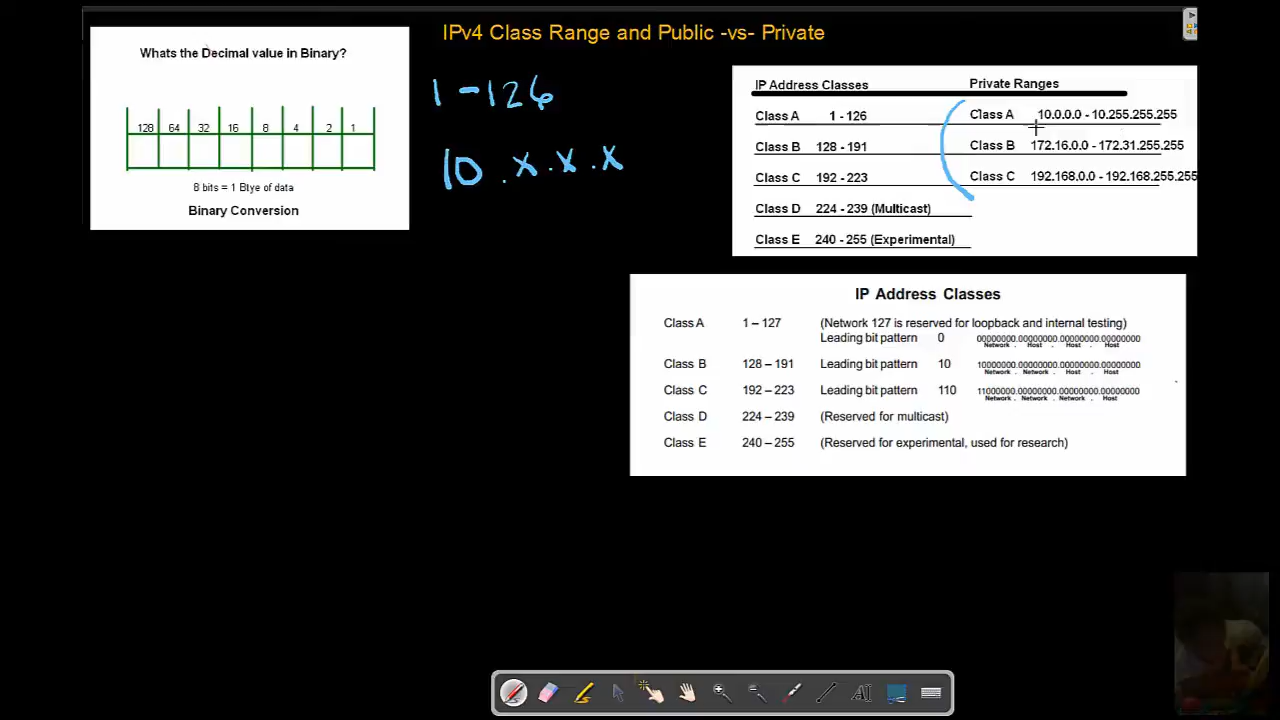 IPv4 Class Range and Public -vs- Private
Whats the Decimal value in Binary?
128 64 32 16 8 4 2 1
8 bits = 1 Btye of data
Binary Conversion
1 - 126
10 . x . x . x
IP Address Classes Private Ranges
Class A 1 - 126 Class A 10.0.0.0 - 10.255.255.255
Class B 128 - 191 Class B 172.16.0.0 - 172.31.255.255
Class C 192 - 223 Class C 192.168.0.0 - 192.168.255.255
Class D 224 - 239 (Multicast)
Class E 240 - 255 (Experimental)
IP Address Classes
Class A 1 – 127 (Network 127 is reserved for loopback and internal testing)
Leading bit pattern 0 00000000.00000000.00000000.00000000
Network . Host . Host . Host
Class B 128 – 191 Leading bit pattern 10 10000000.00000000.00000000.00000000
Network . Network . Host . Host
Class C 192 – 223 Leading bit pattern 110 11000000.00000000.00000000.00000000
Network . Network . Network . Host
Class D 224 – 239 (Reserved for multicast)
Class E 240 – 255 (Reserved for experimental, used for research)
AI